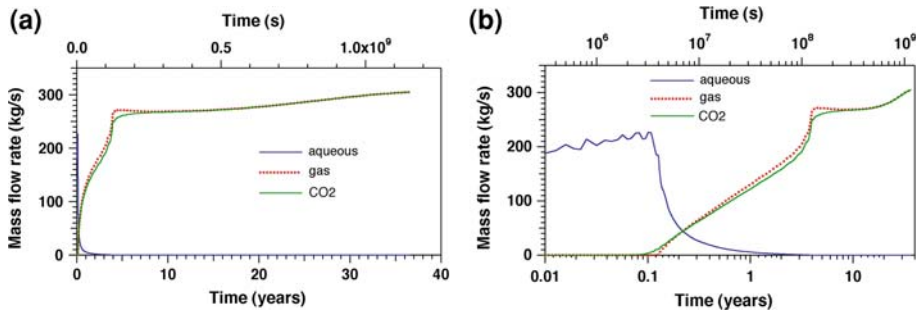 (a)
Time (s)
0.0 0.5 1.0x10⁹
Mass flow rate (kg/s)
300
200
100
0
aqueous
gas
CO2
0 10 20 30 40
Time (years)
(b)
Time (s)
10⁶ 10⁷ 10⁸ 10⁹
Mass flow rate (kg/s)
300
200
100
0
aqueous
gas
CO2
0.01 0.1 1 10
Time (years)